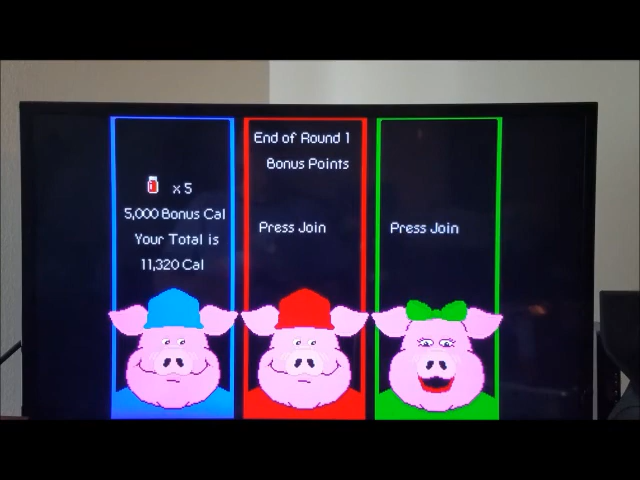 x 5
5,000 Bonus Cal
Your Total is
11,320 Cal
End of Round 1
Bonus Points
Press Join
Press Join